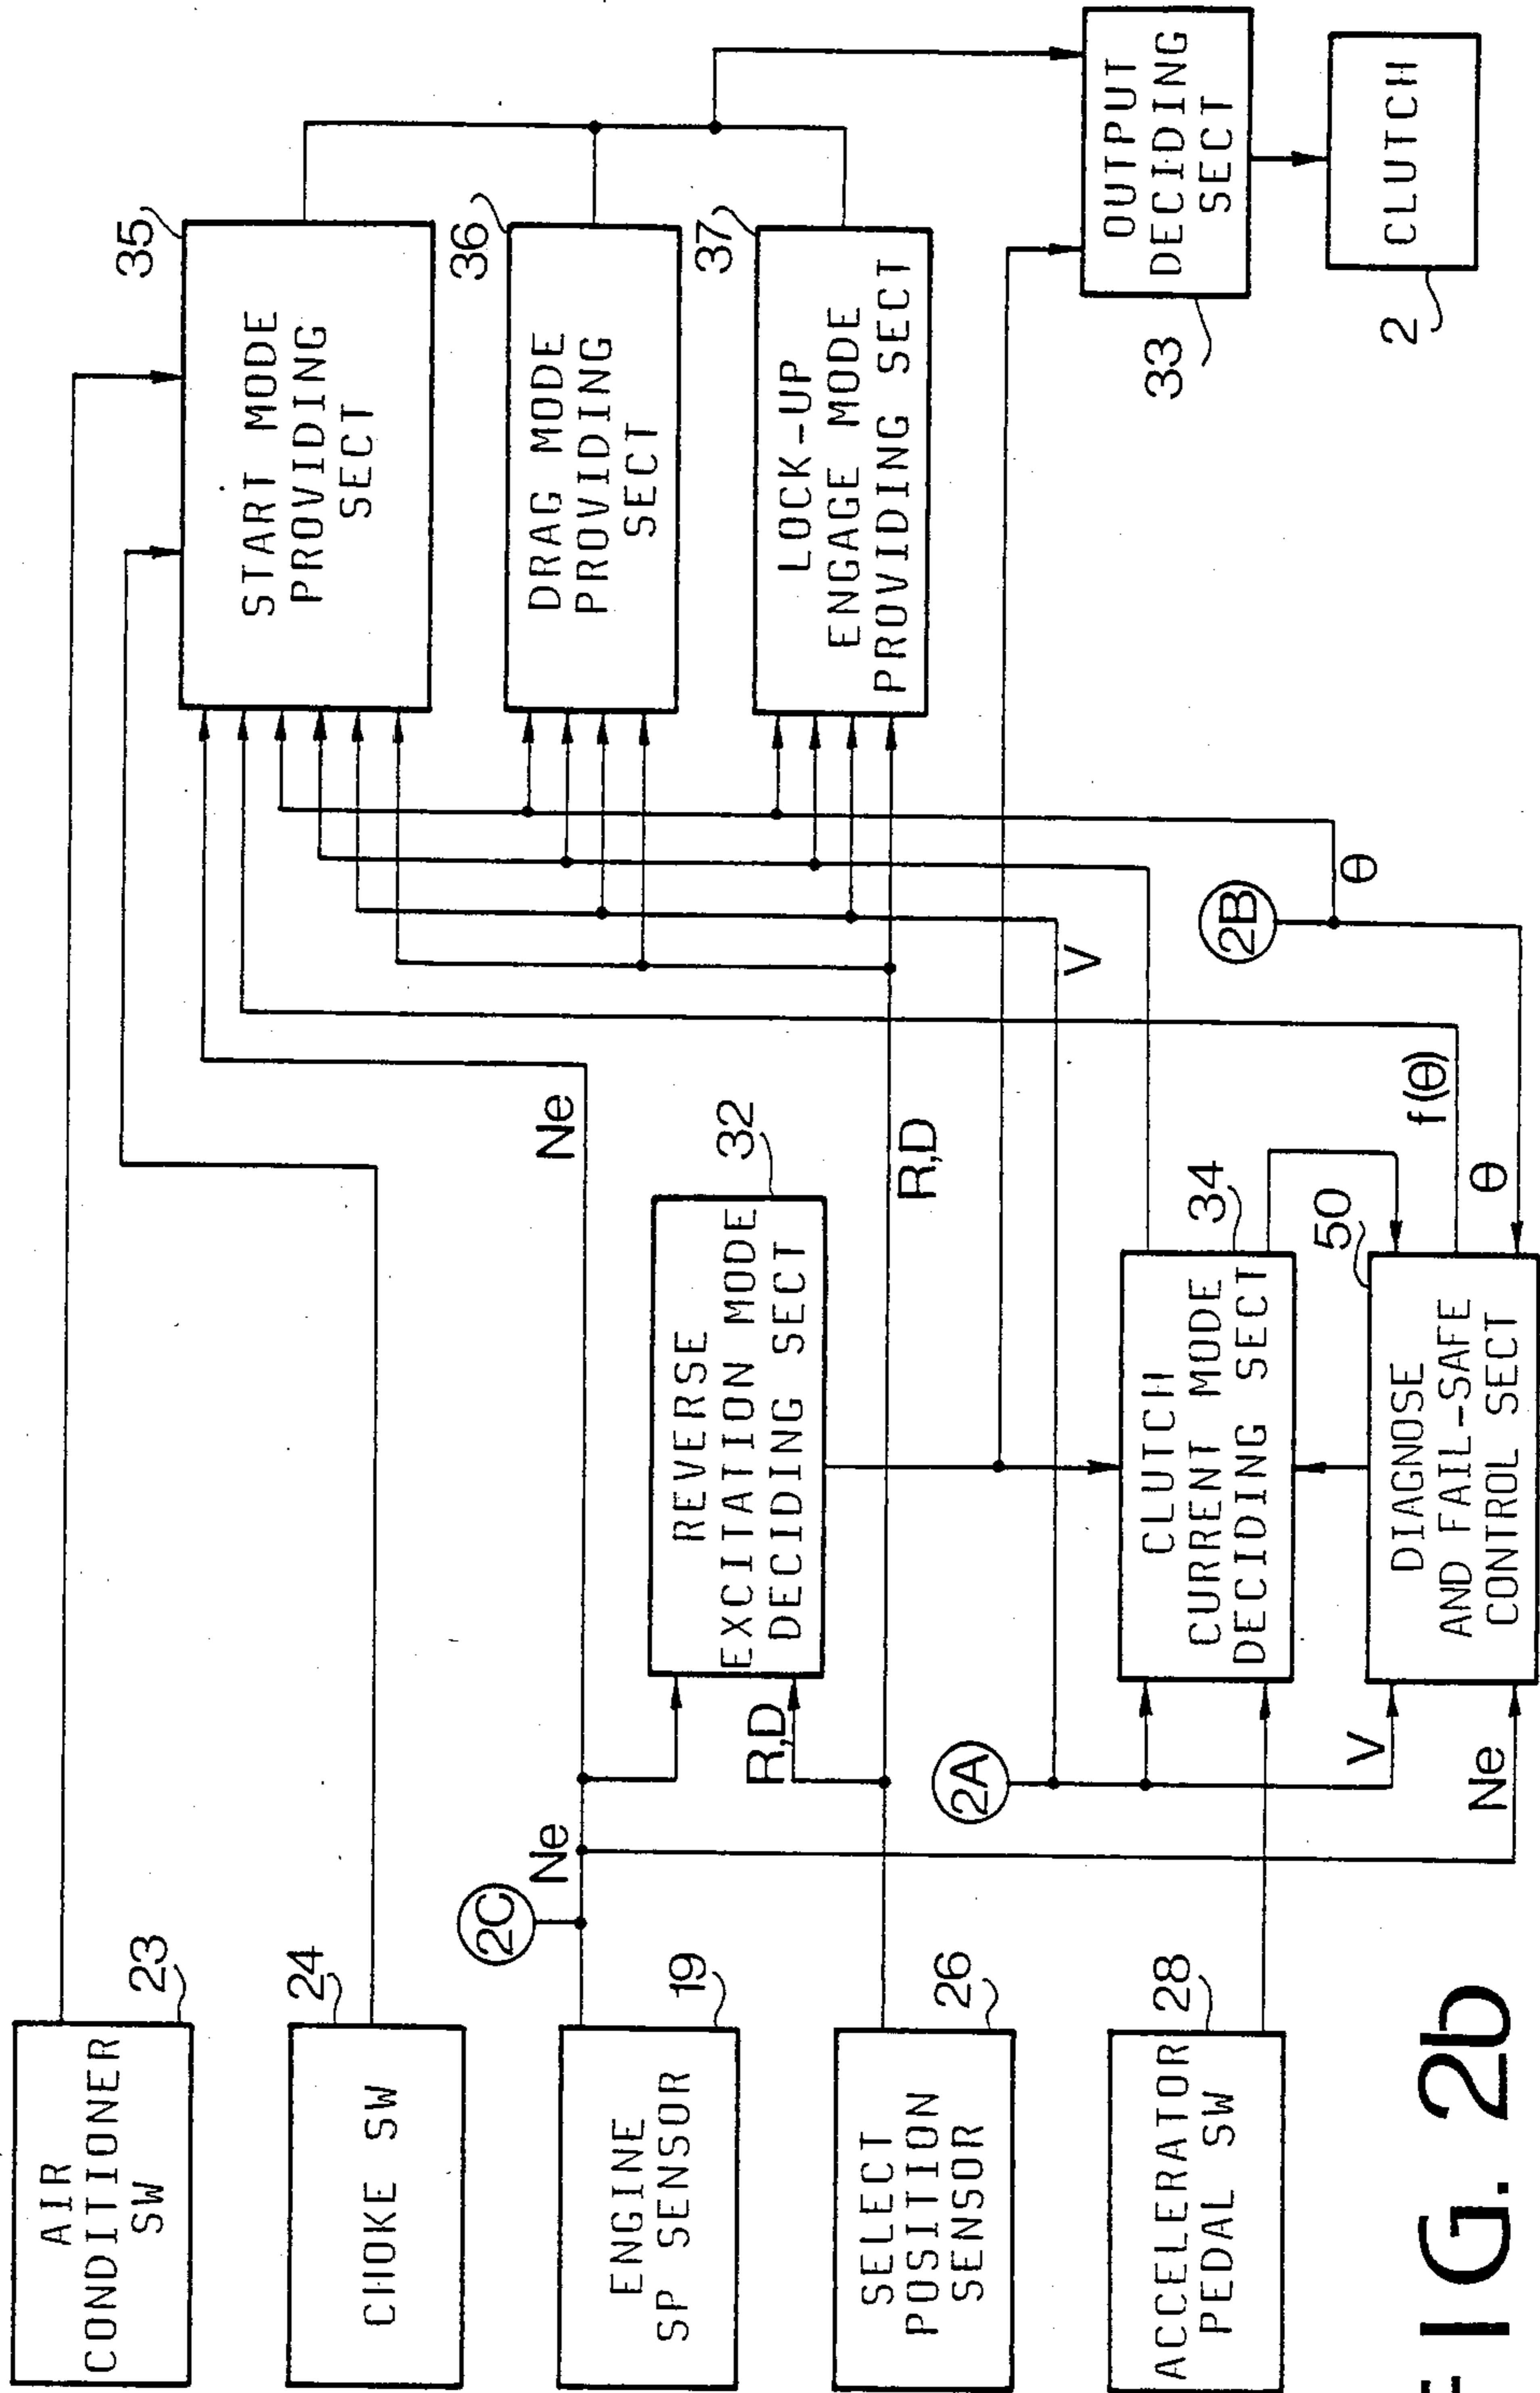 AIR
CONDITIONER
SW
23
CHOKE SW
24
ENGINE
SP SENSOR
19
SELECT
POSITION
SENSOR
26
ACCELERATOR
PEDAL SW
28
2C
Ne
Ne
R,D
R,D
2A
V
V
Ne
REVERSE
EXCITATION MODE
DECIDING SECT
32
CLUTCH
CURRENT MODE
DECIDING SECT
34
DIAGNOSE
AND FAIL-SAFE
CONTROL SECT
50
f(θ)
θ
2B
θ
START MODE
PROVIDING
SECT
35
DRAG MODE
PROVIDING
SECT
36
LOCK-UP
ENGAGE MODE
PROVIDING SECT
37
OUTPUT
DECIDING
SECT
33
CLUTCH
2
FIG. 2b